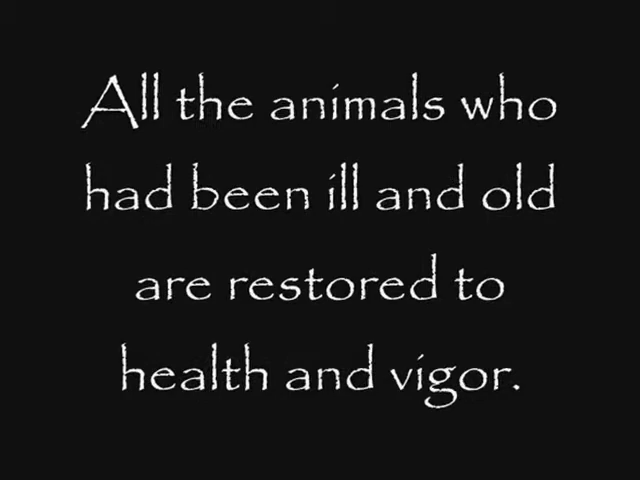 All the animals who
had been ill and old
are restored to
health and vigor.